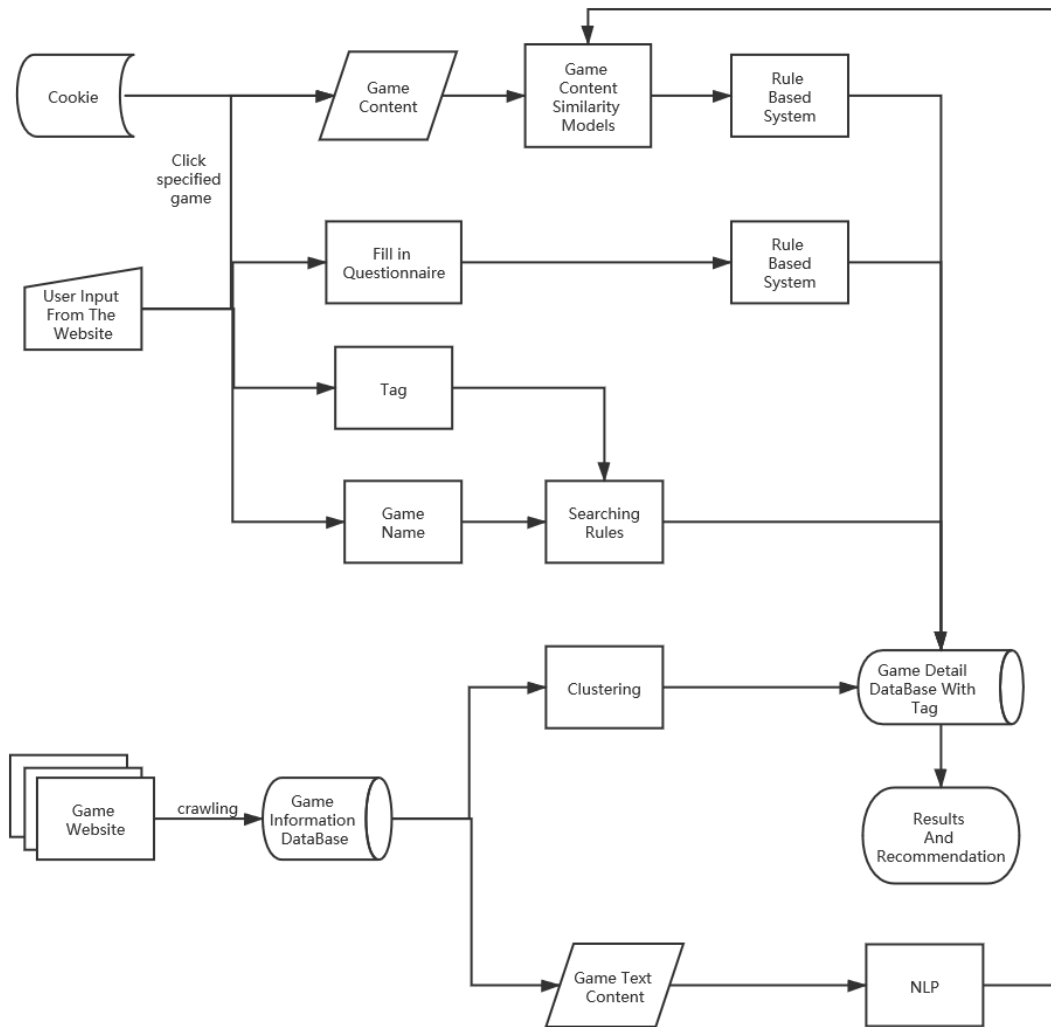 Cookie
Game
Content
Game
Content
Similarity
Models
Rule
Based
System
Click
specified
game
Fill in
Questionnaire
Rule
Based
System
User Input
From The
Website
Tag
Game
Name
Searching
Rules
Clustering
Game Detail
DataBase With
Tag
Game
Website
crawling
Game
Information
DataBase
Results
And
Recommendation
Game Text
Content
NLP